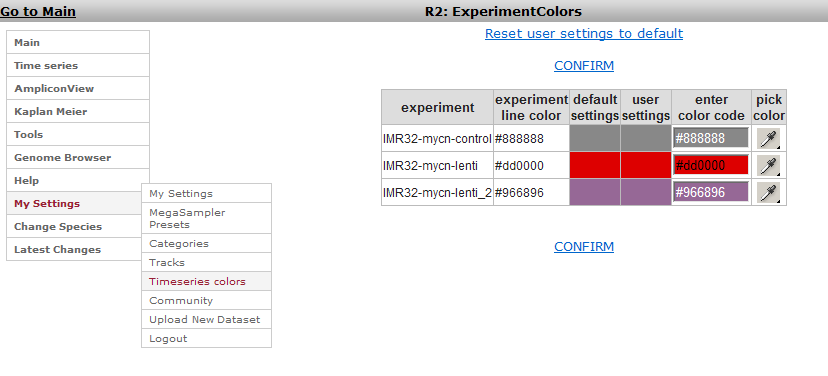 Go to Main
R2: ExperimentColors
Main
Time series
AmpliconView
Kaplan Meier
Tools
Genome Browser
Help
My Settings
Change Species
Latest Changes
My Settings
MegaSampler
Presets
Categories
Tracks
Timeseries colors
Community
Upload New Dataset
Logout
Reset user settings to default
CONFIRM
experiment experiment line color default settings user settings enter color code pick color
IMR32-mycn-control #888888 #888888
IMR32-mycn-lenti #dd0000 #dd0000
IMR32-mycn-lenti_2 #966896 #966896
CONFIRM